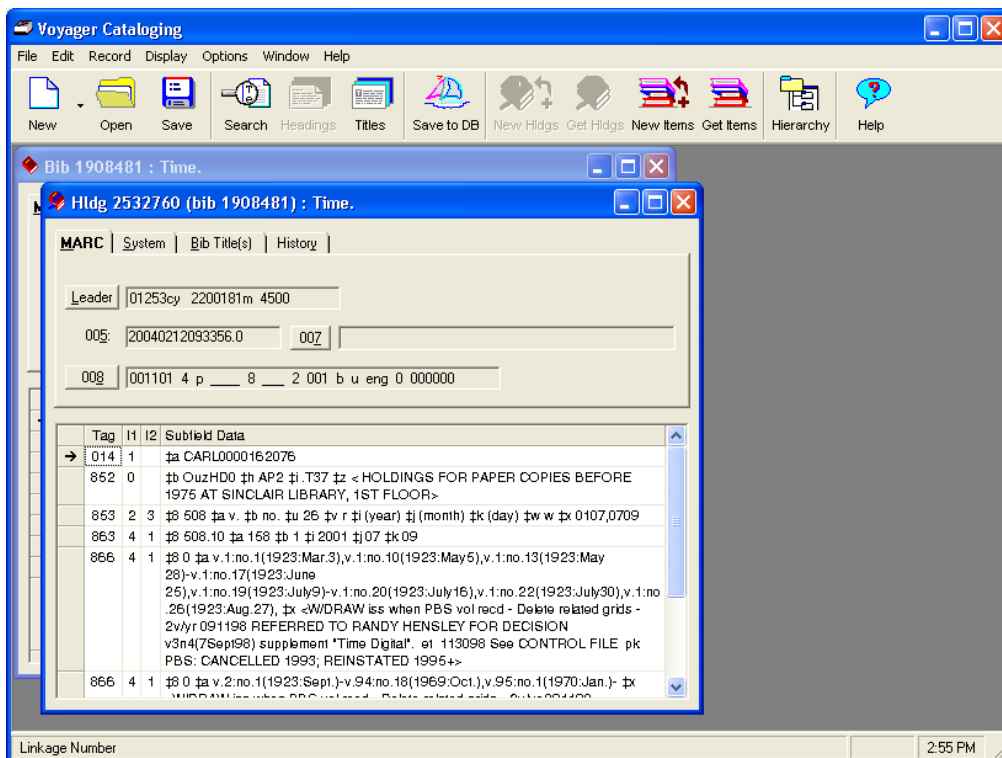 Voyager Cataloging
File Edit Record Display Options Window Help
New Open Save Search Headings Titles Save to DB New Hldgs Get Hldgs New Items Get Items Hierarchy Help
Bib 1908481 : Time.
Hldg 2532760 (bib 1908481) : Time.
MARC System Bib Title(s) History
Leader 01253cy 2200181m 4500
005: 20040212093356.0 007
008 001101 4 p ____ 8 ___ 2 001 b u eng 0 000000
Tag I1 I2 Subfield Data
014 1 ‡a CARL0000162076
852 0 ‡b OuzHD0 ‡h AP2 ‡i .T37 ‡z < HOLDINGS FOR PAPER COPIES BEFORE
1975 AT SINCLAIR LIBRARY, 1ST FLOOR>
853 2 3 ‡8 508 ‡a v. ‡b no. ‡u 26 ‡v r ‡i (year) ‡j (month) ‡k (day) ‡w w ‡x 0107,0709
863 4 1 ‡8 508.10 ‡a 158 ‡b 1 ‡i 2001 ‡j 07 ‡k 09
866 4 1 ‡8 0 ‡a v.1:no.1(1923:Mar.3),v.1:no.10(1923:May5),v.1:no.13(1923:May
28)-v.1:no.17(1923:June
25),v.1:no.19(1923:July9)-v.1:no.20(1923:July16),v.1:no.22(1923:July30),v.1:no
.26(1923:Aug.27), ‡x <W/DRAW iss when PBS vol recd - Delete related grids -
2v/yr 091198 REFERRED TO RANDY HENSLEY FOR DECISION
v3n4(7Sept98) supplement "Time Digital". et 113098 See CONTROL FILE pk
PBS: CANCELLED 1993; REINSTATED 1995+>
866 4 1 ‡8 0 ‡a v.2:no.1(1923:Sept.)-v.94:no.18(1969:Oct.),v.95:no.1(1970:Jan.)- ‡x
Linkage Number 2:55 PM